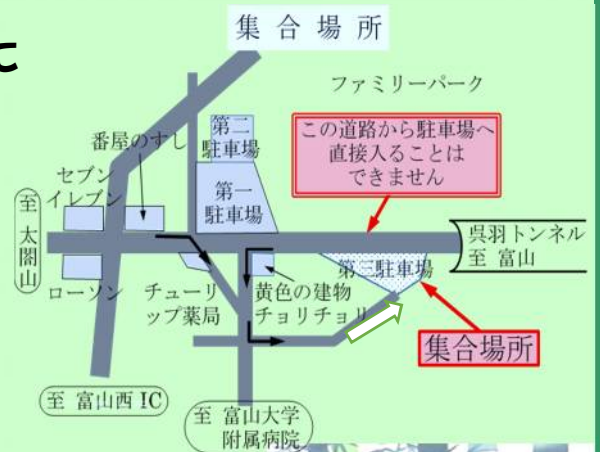 集合場所
に
ファミリーパーク
この道路から駐車場へ
直接入ることは
できません
番屋のすし
第二
駐車場
セブン
イレブン
第一
駐車場
至 太閤山
呉羽トンネル
至 富山
ローソン
チューリ
ップ薬局
黄色の建物
チョリチョリ
第三駐車場
集合場所
至 富山西 IC
至 富山大学
附属病院